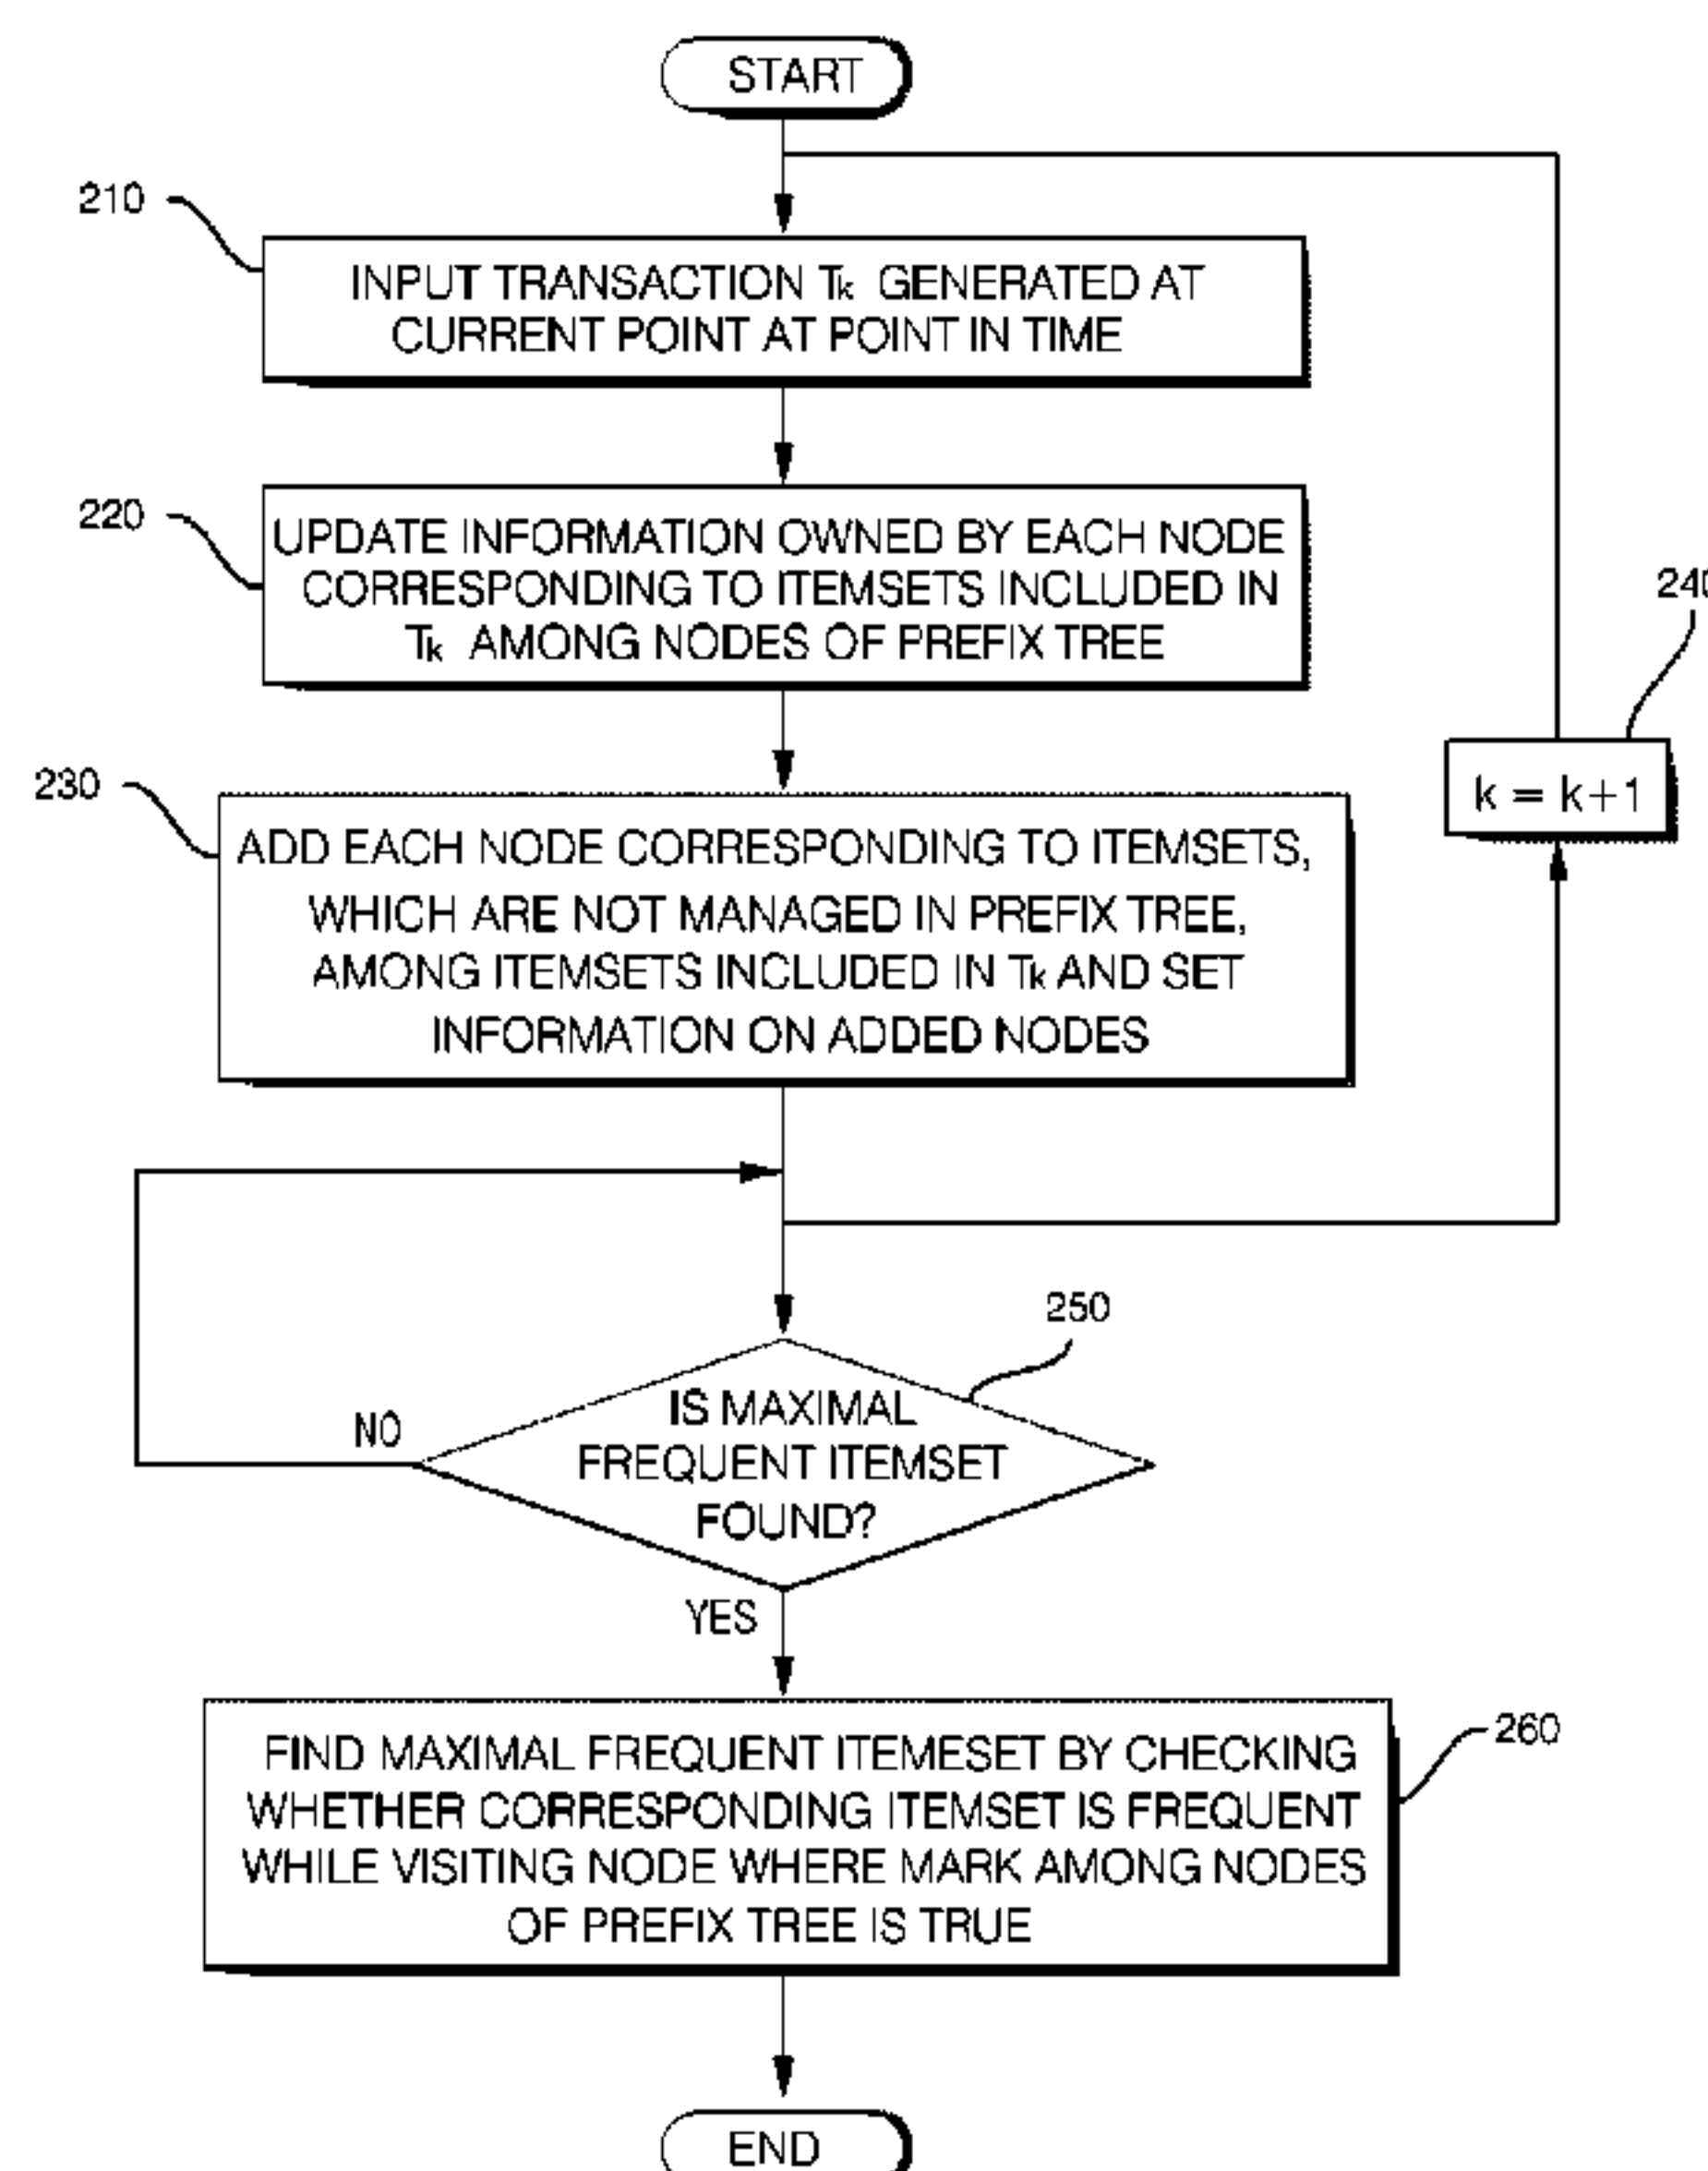 START
210
INPUT TRANSACTION Tk GENERATED AT
CURRENT POINT AT POINT IN TIME
220
UPDATE INFORMATION OWNED BY EACH NODE
CORRESPONDING TO ITEMSETS INCLUDED IN
Tk AMONG NODES OF PREFIX TREE
240
k = k+1
230
ADD EACH NODE CORRESPONDING TO ITEMSETS,
WHICH ARE NOT MANAGED IN PREFIX TREE,
AMONG ITEMSETS INCLUDED IN Tk AND SET
INFORMATION ON ADDED NODES
250
IS MAXIMAL
FREQUENT ITEMSET
FOUND?
NO
YES
260
FIND MAXIMAL FREQUENT ITEMESET BY CHECKING
WHETHER CORRESPONDING ITEMSET IS FREQUENT
WHILE VISITING NODE WHERE MARK AMONG NODES
OF PREFIX TREE IS TRUE
END